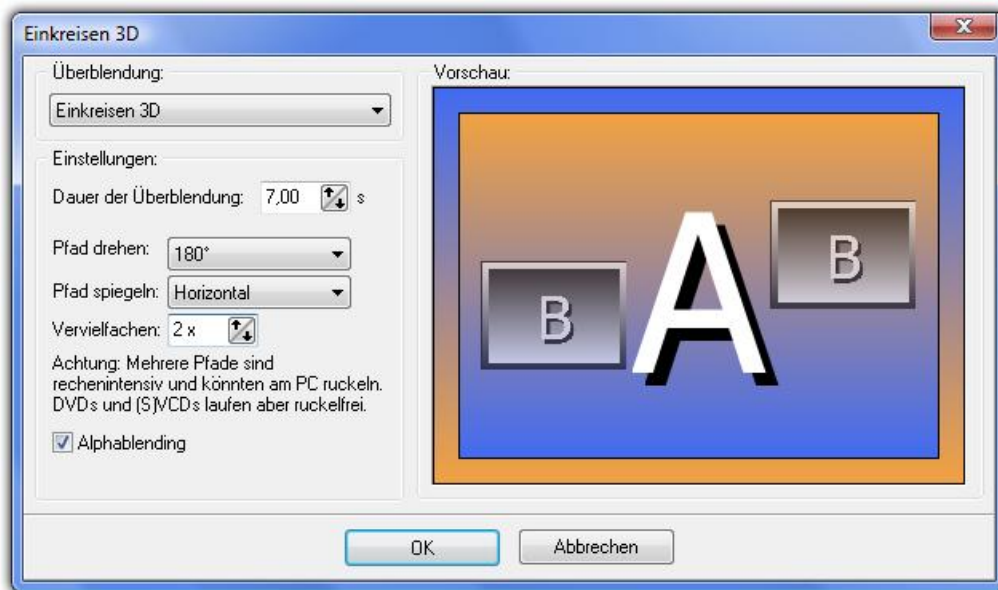 Einkreisen 3D
Überblendung:
Einkreisen 3D
Einstellungen:
Dauer der Überblendung: 7,00 s
Pfad drehen: 180°
Pfad spiegeln: Horizontal
Vervielfachen: 2 x
Achtung: Mehrere Pfade sind
rechenintensiv und könnten am PC ruckeln.
DVDs und (S)VCDs laufen aber ruckelfrei.
Alphablending
Vorschau:
B
A
B
OK
Abbrechen